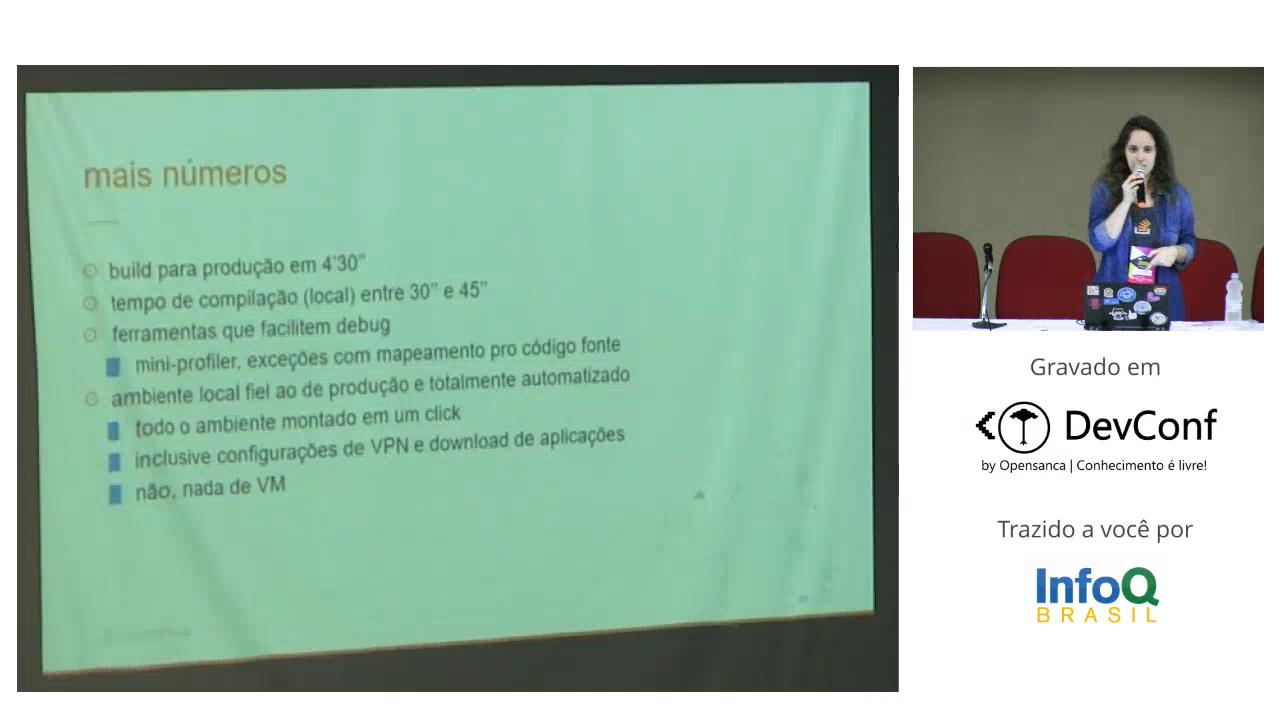 mais números
build para produção em 4'30"
tempo de compilação (local) entre 30" e 45"
ferramentas que facilitem debug
mini-profiler, exceções com mapeamento pro código fonte
ambiente local fiel ao de produção e totalmente automatizado
todo o ambiente montado em um click
inclusive configurações de VPN e download de aplicações
não, nada de VM
Gravado em
DevConf
by Opensanca | Conhecimento é livre!
Trazido a você por
InfoQ
BRASIL